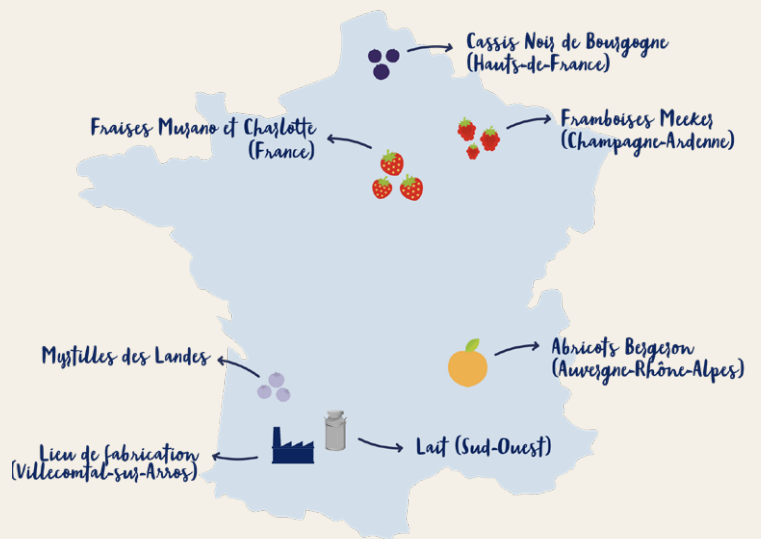 Cassis Noir de Bourgogne
(Hauts-de-France)
Fraises Murano et Charlotte
(France)
Framboises Meeker
(Champagne-Ardenne)
Myrtilles des Landes
Abricots Bergeron
(Auvergne-Rhône-Alpes)
Lieu de fabrication
(Villecomtal-sur-Arros)
Lait (Sud-Ouest)